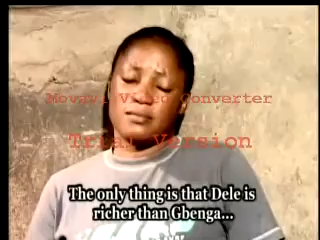 Movavi Video Converter
Trial Version
The only thing is that Dele is
richer than Gbenga...